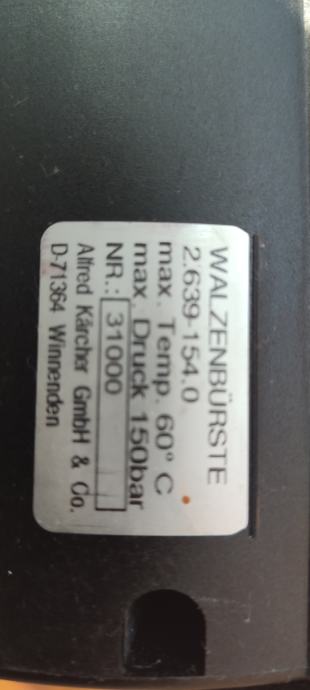 WALZENBÜRSTE
2.639-154.0
max. Temp. 60° C
max. Druck 150bar
NR.: 31000
Alfred Kärcher GmbH & Co.
D-71364 Winnenden